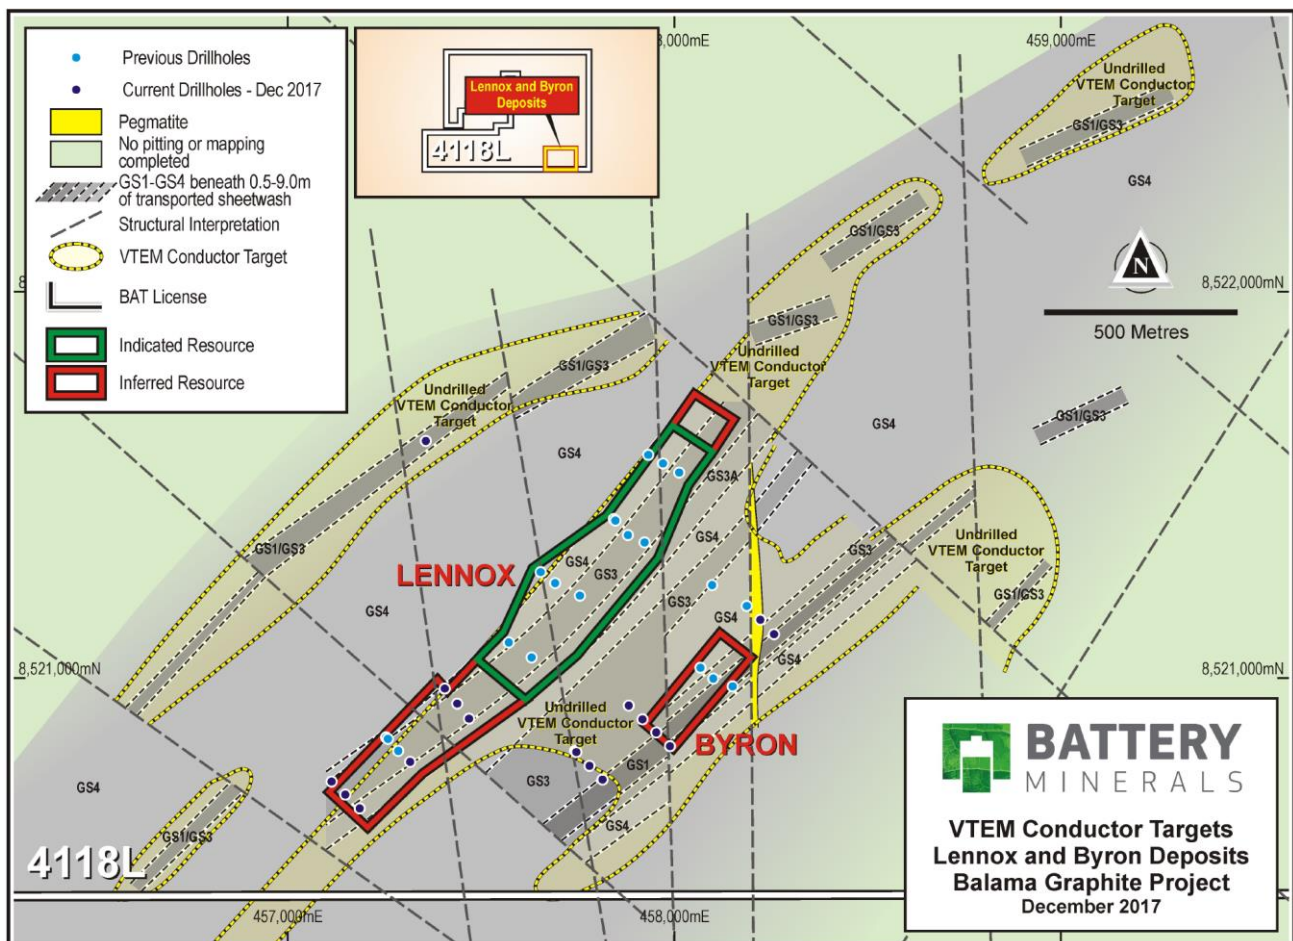 Previous Drillholes
Current Drillholes - Dec 2017
Pegmatite
No pitting or mapping
completed
GS1-GS4 beneath 0.5-9.0m
of transported sheetwash
Structural Interpretation
VTEM Conductor Target
BAT License
Indicated Resource
Inferred Resource
Lennox and Byron
Deposits
4118L
,000mE
459,000mE
Undrilled
VTEM Conductor
Target
GS1/GS3
GS4
GS1/GS3
N
8,522,000mN
500 Metres
8
GS1/GS3
Undrilled
VTEM Conductor
Target
GS1/GS3
Undrilled
VTEM Conductor
Target
GS1/GS3
GS4
GS4
GS3A
GS1/GS3
GS4
GS3
Undrilled
VTEM Conductor
Target
LENNOX
GS4
GS3
GS3
GS1/GS3
GS4
GS4
GS4
8,521,000mN
8,521,000mN
Undrilled
VTEM Conductor
Target
BYRON
GS1
GS3
GS4
GS4
GS1/GS3
4118L
457,000mE
458,000mE
BATTERY
MINERALS
VTEM Conductor Targets
Lennox and Byron Deposits
Balama Graphite Project
December 2017